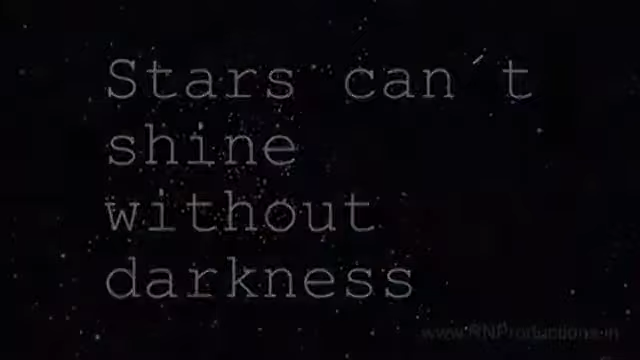 Stars can´t
shine
without
darkness
www.RNProductions.in